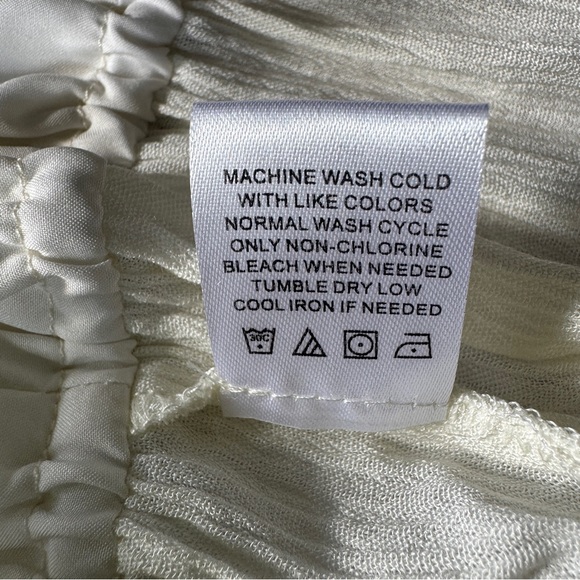 MACHINE WASH COLD
WITH LIKE COLORS
NORMAL WASH CYCLE
ONLY NON-CHLORINE
BLEACH WHEN NEEDED
TUMBLE DRY LOW
COOL IRON IF NEEDED
30C